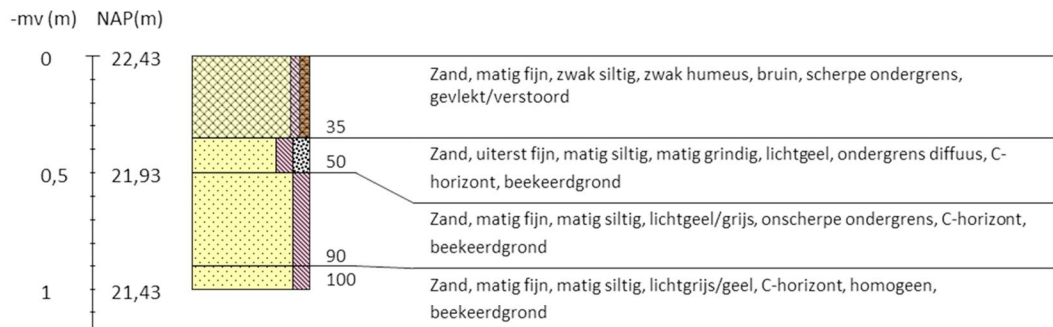 -mv (m) NAP(m)
0 22,43
Zand, matig fijn, zwak siltig, zwak humeus, bruin, scherpe ondergrens,
gevlekt/verstoord
35
Zand, uiterst fijn, matig siltig, matig grindig, lichtgeel, ondergrens diffuus, C-
horizont, beekeerdgrond
50
0,5 21,93
Zand, matig fijn, matig siltig, lichtgeel/grijs, onscherpe ondergrens, C-horizont,
beekeerdgrond
90
100
1 21,43
Zand, matig fijn, matig siltig, lichtgrijs/geel, C-horizont, homogeen,
beekeerdgrond